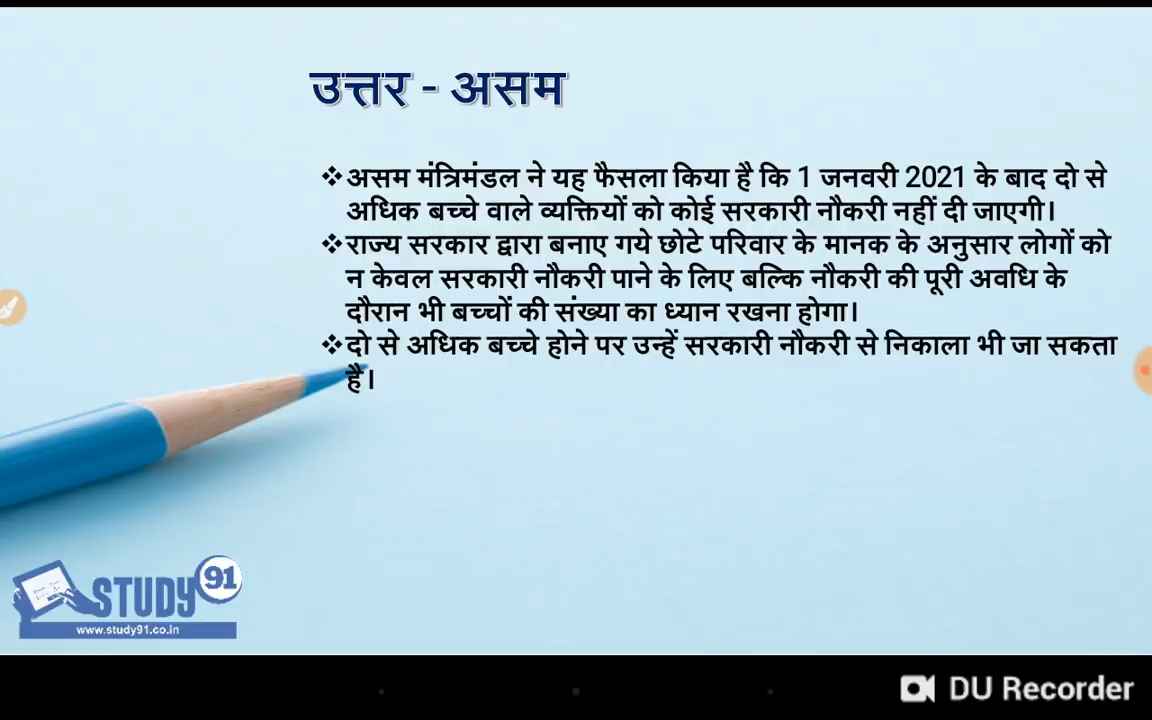 उत्तर - असम
❖असम मंत्रिमंडल ने यह फैसला किया है कि 1 जनवरी 2021 के बाद दो से
अधिक बच्चे वाले व्यक्तियों को कोई सरकारी नौकरी नहीं दी जाएगी।
❖राज्य सरकार द्वारा बनाए गये छोटे परिवार के मानक के अनुसार लोगों को
न केवल सरकारी नौकरी पाने के लिए बल्कि नौकरी की पूरी अवधि के
दौरान भी बच्चों की संख्या का ध्यान रखना होगा।
❖दो से अधिक बच्चे होने पर उन्हें सरकारी नौकरी से निकाला भी जा सकता
है।
STUDY 91
www.study91.co.in
DU Recorder